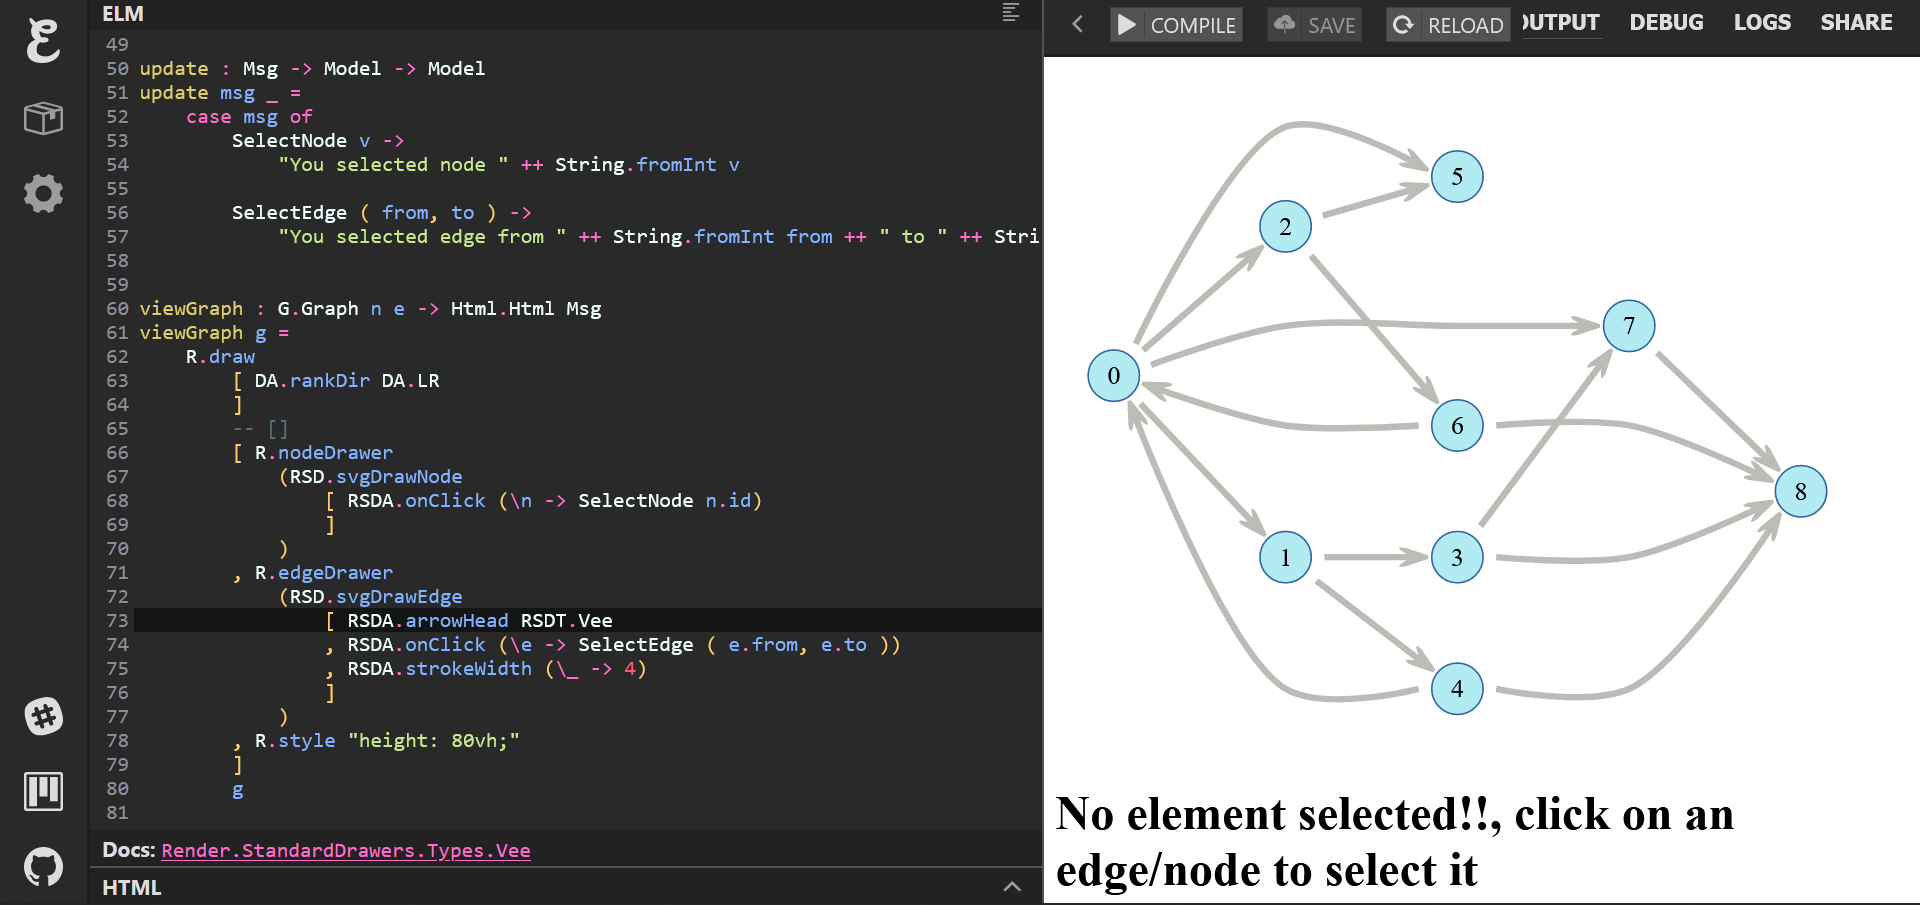 ELM
49
50 update : Msg -> Model -> Model
51 update msg _ =
52     case msg of
53         SelectNode v ->
54             "You selected node " ++ String.fromInt v
55
56         SelectEdge ( from, to ) ->
57             "You selected edge from " ++ String.fromInt from ++ " to " ++ Stri
58
59
60 viewGraph : G.Graph n e -> Html.Html Msg
61 viewGraph g =
62     R.draw
63         [ DA.rankDir DA.LR
64         ]
65         -- []
66         [ R.nodeDrawer
67             (RSD.svgDrawNode
68                 [ RSDA.onClick (\n -> SelectNode n.id)
69                 ]
70             )
71         , R.edgeDrawer
72             (RSD.svgDrawEdge
73                 [ RSDA.arrowHead RSDT.Vee
74                 , RSDA.onClick (\e -> SelectEdge ( e.from, e.to ))
75                 , RSDA.strokeWidth (\_ -> 4)
76                 ]
77             )
78         , R.style "height: 80vh;"
79         ]
80         g
81
Docs: Render.StandardDrawers.Types.Vee
HTML
COMPILE SAVE RELOAD OUTPUT DEBUG LOGS SHARE
5
2
7
0
6
8
1 3
4
No element selected!!, click on an
edge/node to select it